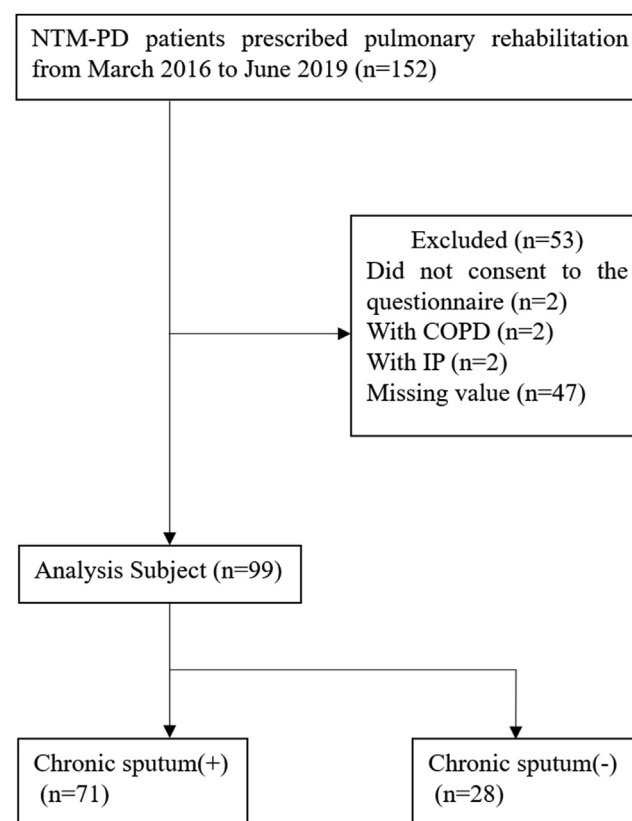 NTM-PD patients prescribed pulmonary rehabilitation
from March 2016 to June 2019 (n=152)
Excluded (n=53)
Did not consent to the
questionnaire (n=2)
With COPD (n=2)
With IP (n=2)
Missing value (n=47)
Analysis Subject (n=99)
Chronic sputum(+)
(n=71)
Chronic sputum(-)
(n=28)